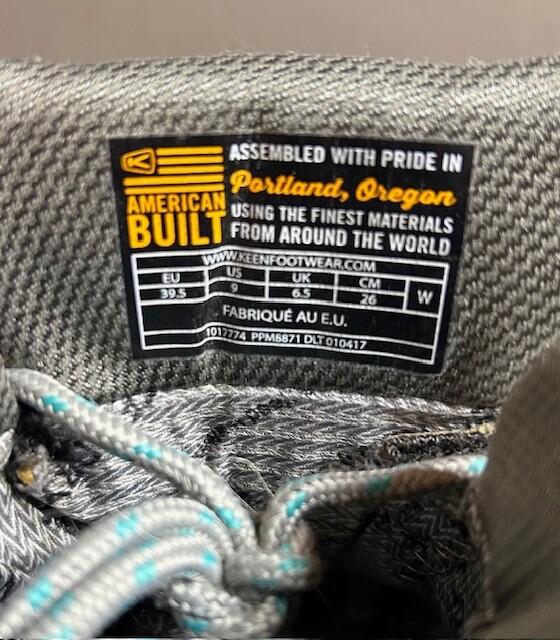 ASSEMBLED WITH PRIDE IN
Portland, Oregon
AMERICAN
BUILT
USING THE FINEST MATERIALS
FROM AROUND THE WORLD
WWW.KEENFOOTWEAR.COM
EU US UK CM W
39.5 9 6.5 26
FABRIQUÉ AU E.U.
1017774 PPM8871 DLT 010417